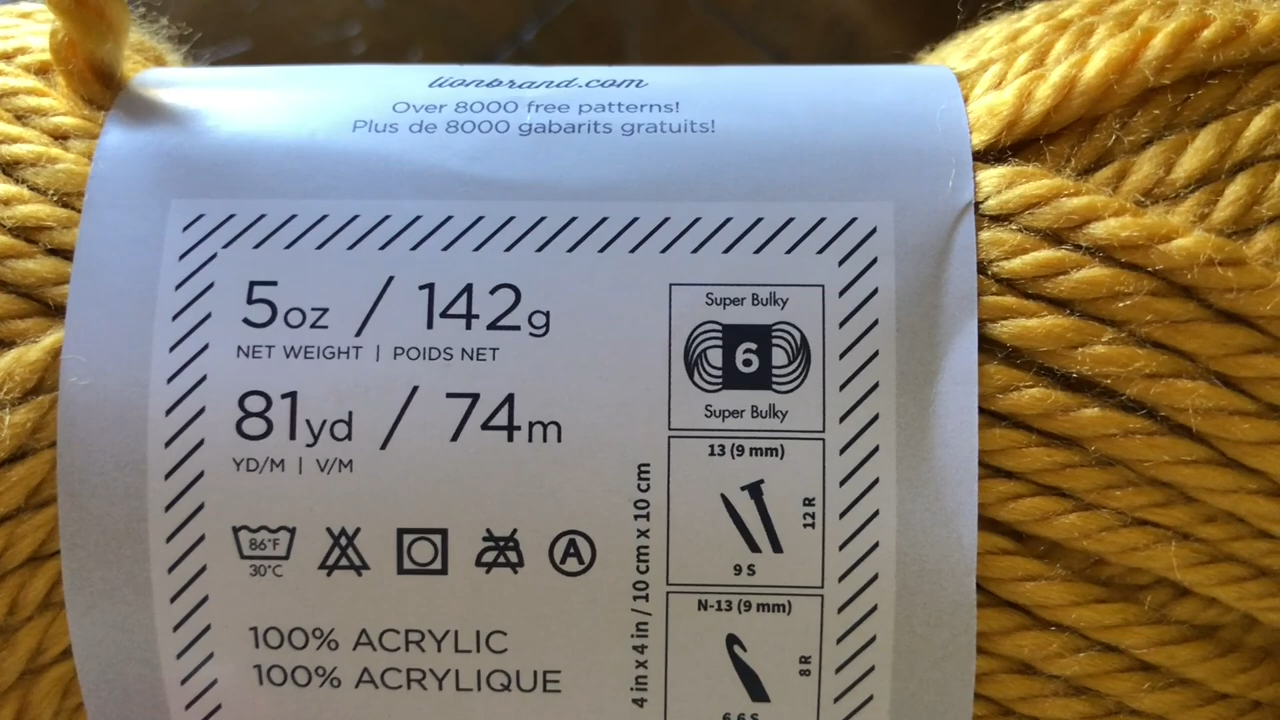 lionbrand.com
Over 8000 free patterns!
Plus de 8000 gabarits gratuits!
5oz / 142g
NET WEIGHT | POIDS NET
81yd / 74m
YD/M | V/M
86°F
30°C
A
100% ACRYLIC
100% ACRYLIQUE
4 in x 4 in / 10 cm x 10 cm
Super Bulky
6
Super Bulky
13 (9 mm)
12 R
9 S
N-13 (9 mm)
8 R
6.6 S